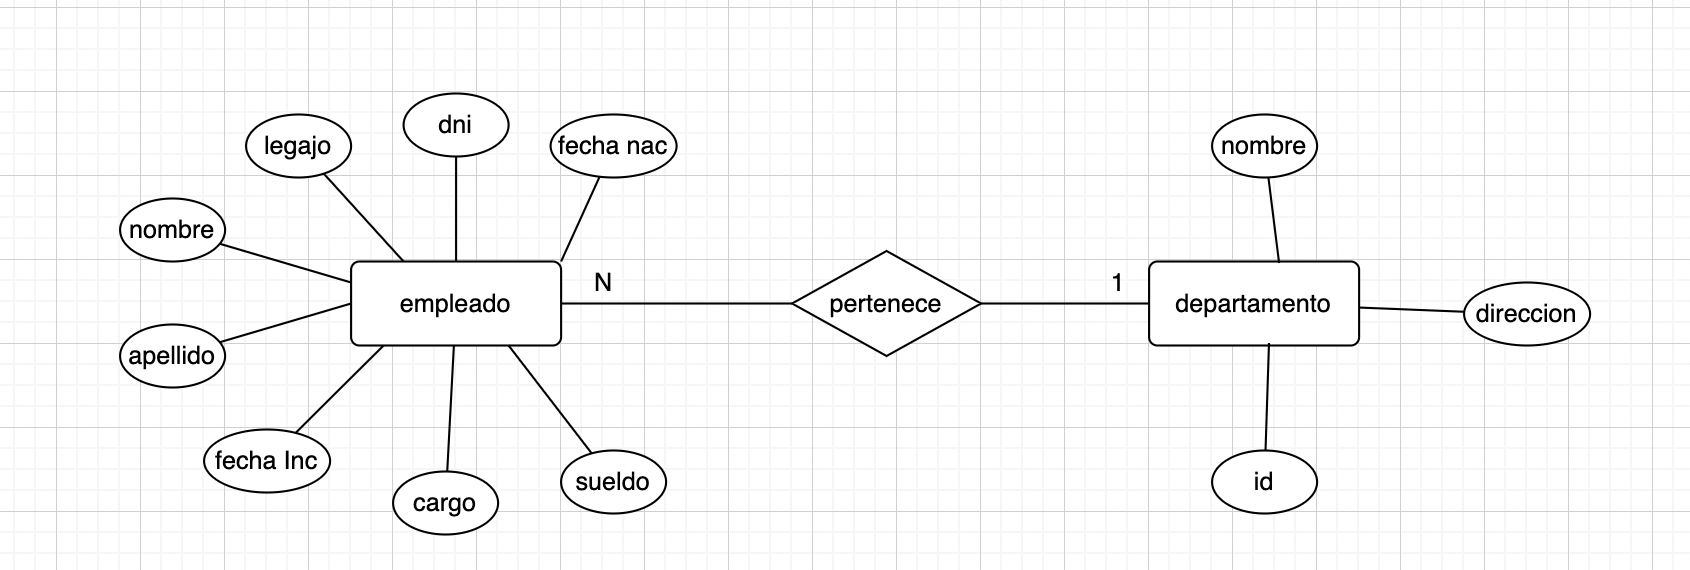 dni
legajo
fecha nac
nombre
nombre
N
1
empleado
pertenece
departamento
direccion
apellido
fecha Inc
cargo
sueldo
id